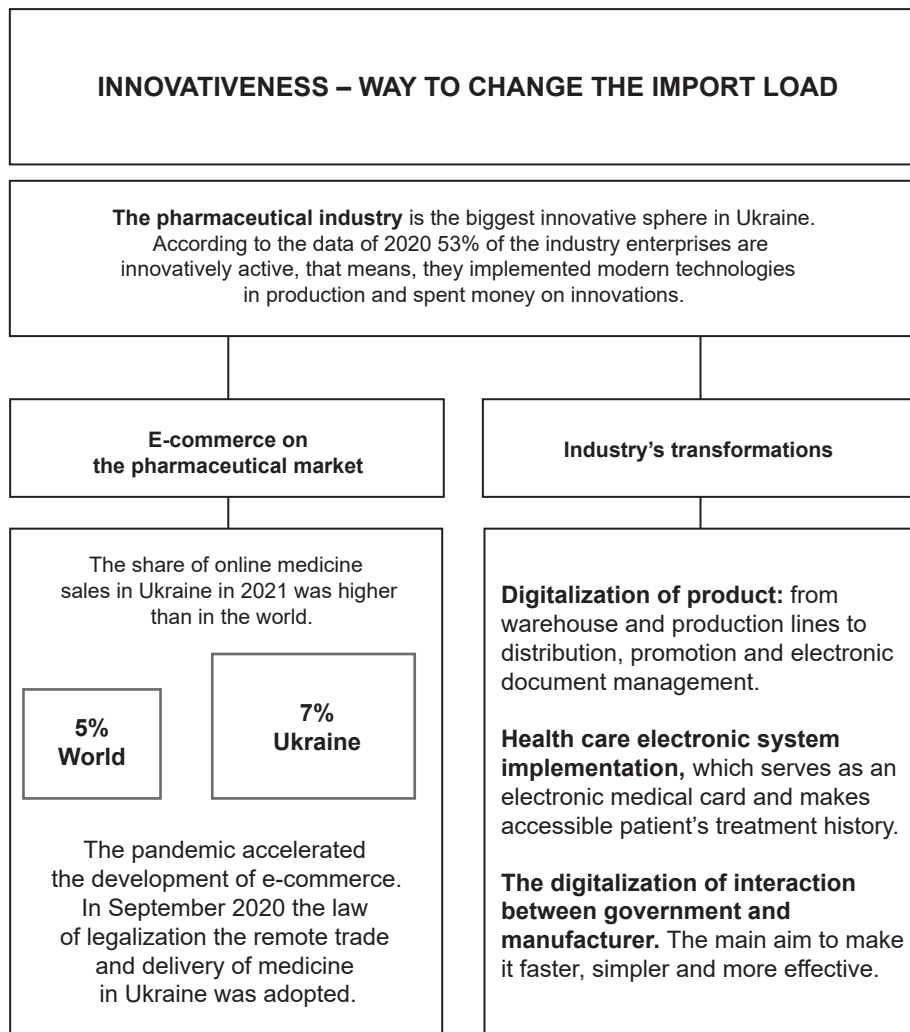 INNOVATIVENESS – WAY TO CHANGE THE IMPORT LOAD
The pharmaceutical industry is the biggest innovative sphere in Ukraine.
According to the data of 2020 53% of the industry enterprises are
innovatively active, that means, they implemented modern technologies
in production and spent money on innovations.
E-commerce on
the pharmaceutical market
The share of online medicine
sales in Ukraine in 2021 was higher
than in the world.
5%
World
7%
Ukraine
The pandemic accelerated
the development of e-commerce.
In September 2020 the law
of legalization the remote trade
and delivery of medicine
in Ukraine was adopted.
Industry’s transformations
Digitalization of product: from
warehouse and production lines to
distribution, promotion and electronic
document management.
Health care electronic system
implementation, which serves as an
electronic medical card and makes
accessible patient’s treatment history.
The digitalization of interaction
between government and
manufacturer. The main aim to make
it faster, simpler and more effective.